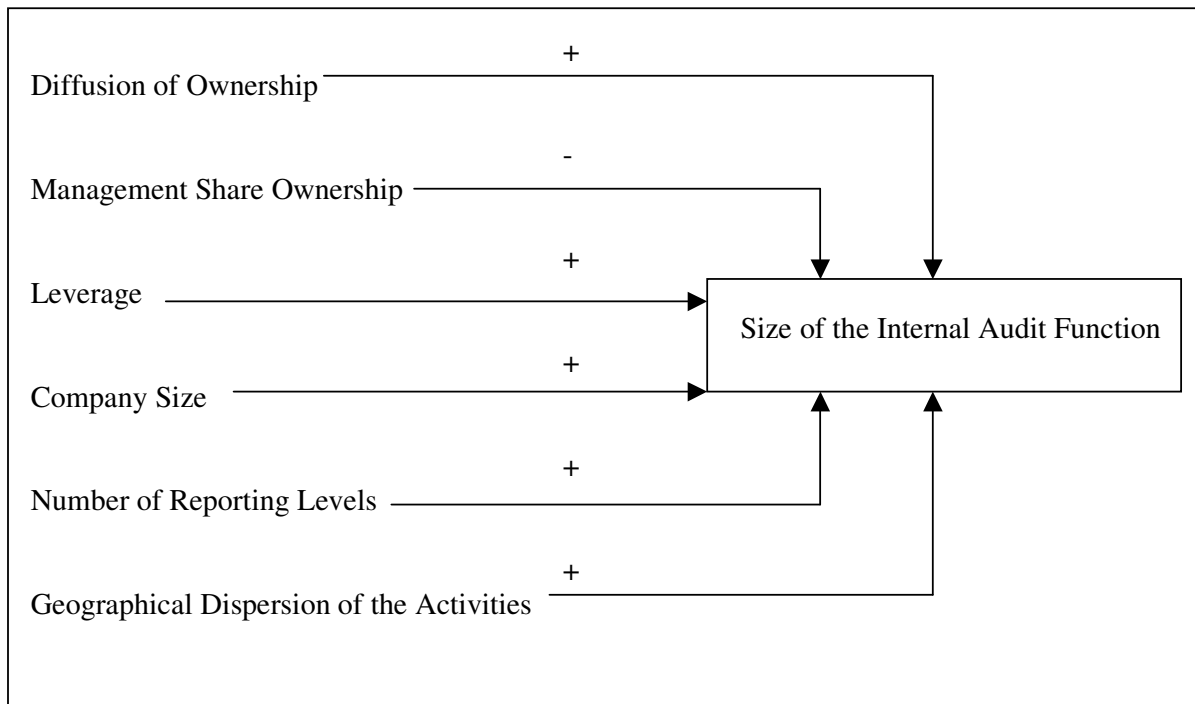 +
Diffusion of Ownership
-
Management Share Ownership
+
Leverage
Size of the Internal Audit Function
+
Company Size
+
Number of Reporting Levels
+
Geographical Dispersion of the Activities